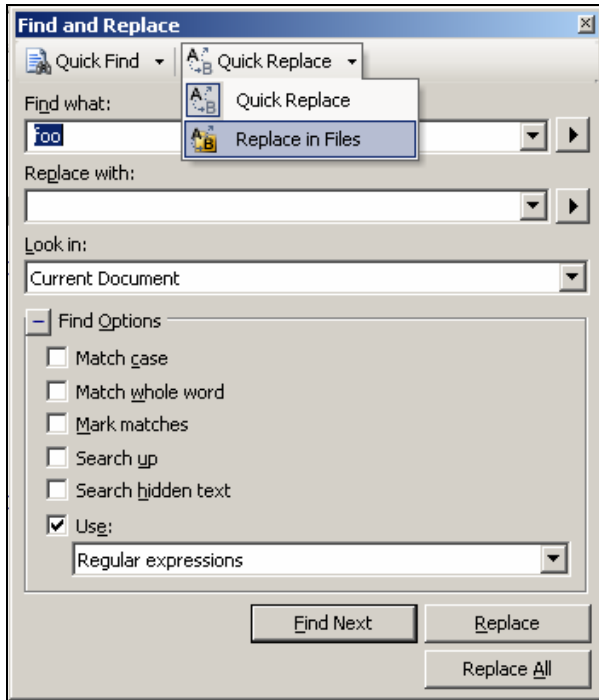 Find and Replace
Quick Find
Quick Replace
Quick Replace
Replace in Files
Find what:
foo
Replace with:
Look in:
Current Document
Find Options
Match case
Match whole word
Mark matches
Search up
Search hidden text
Use:
Regular expressions
Find Next
Replace
Replace All